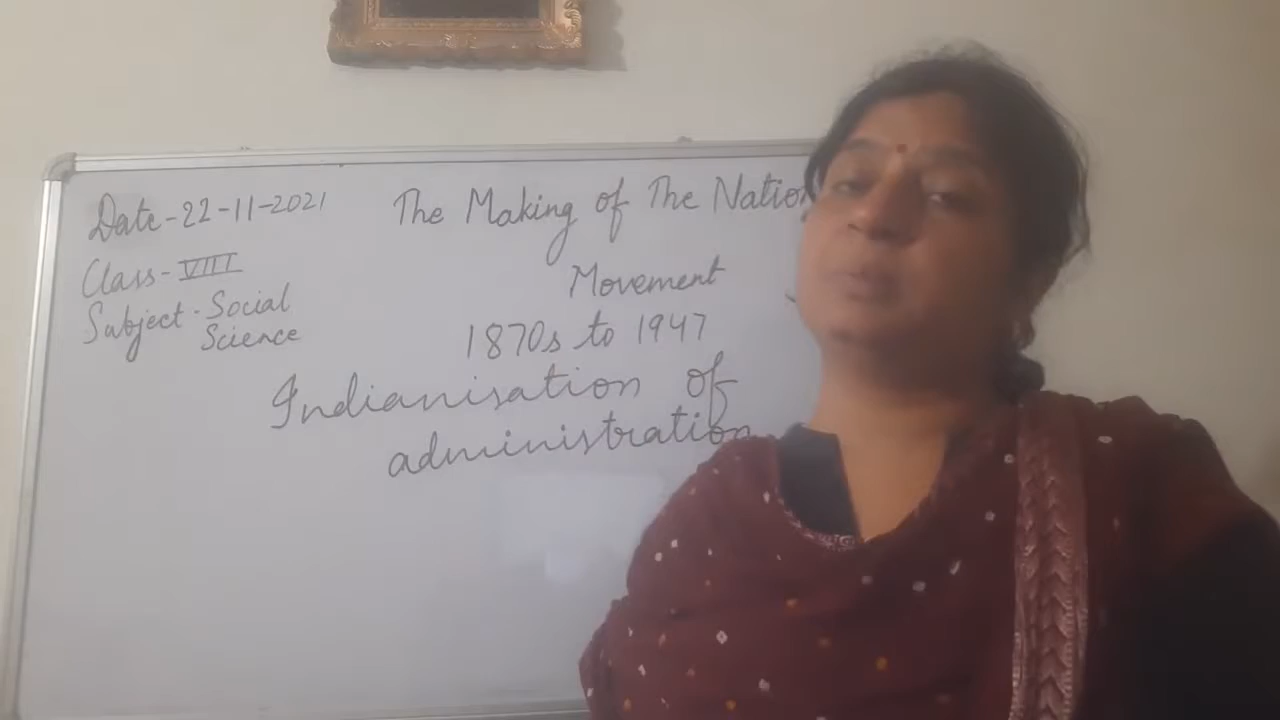 Date-22-11-2021
Class-VIII
Subject-Social
Science
The Making of The Nation
Movement
1870s to 1947
Indianisation of
administration